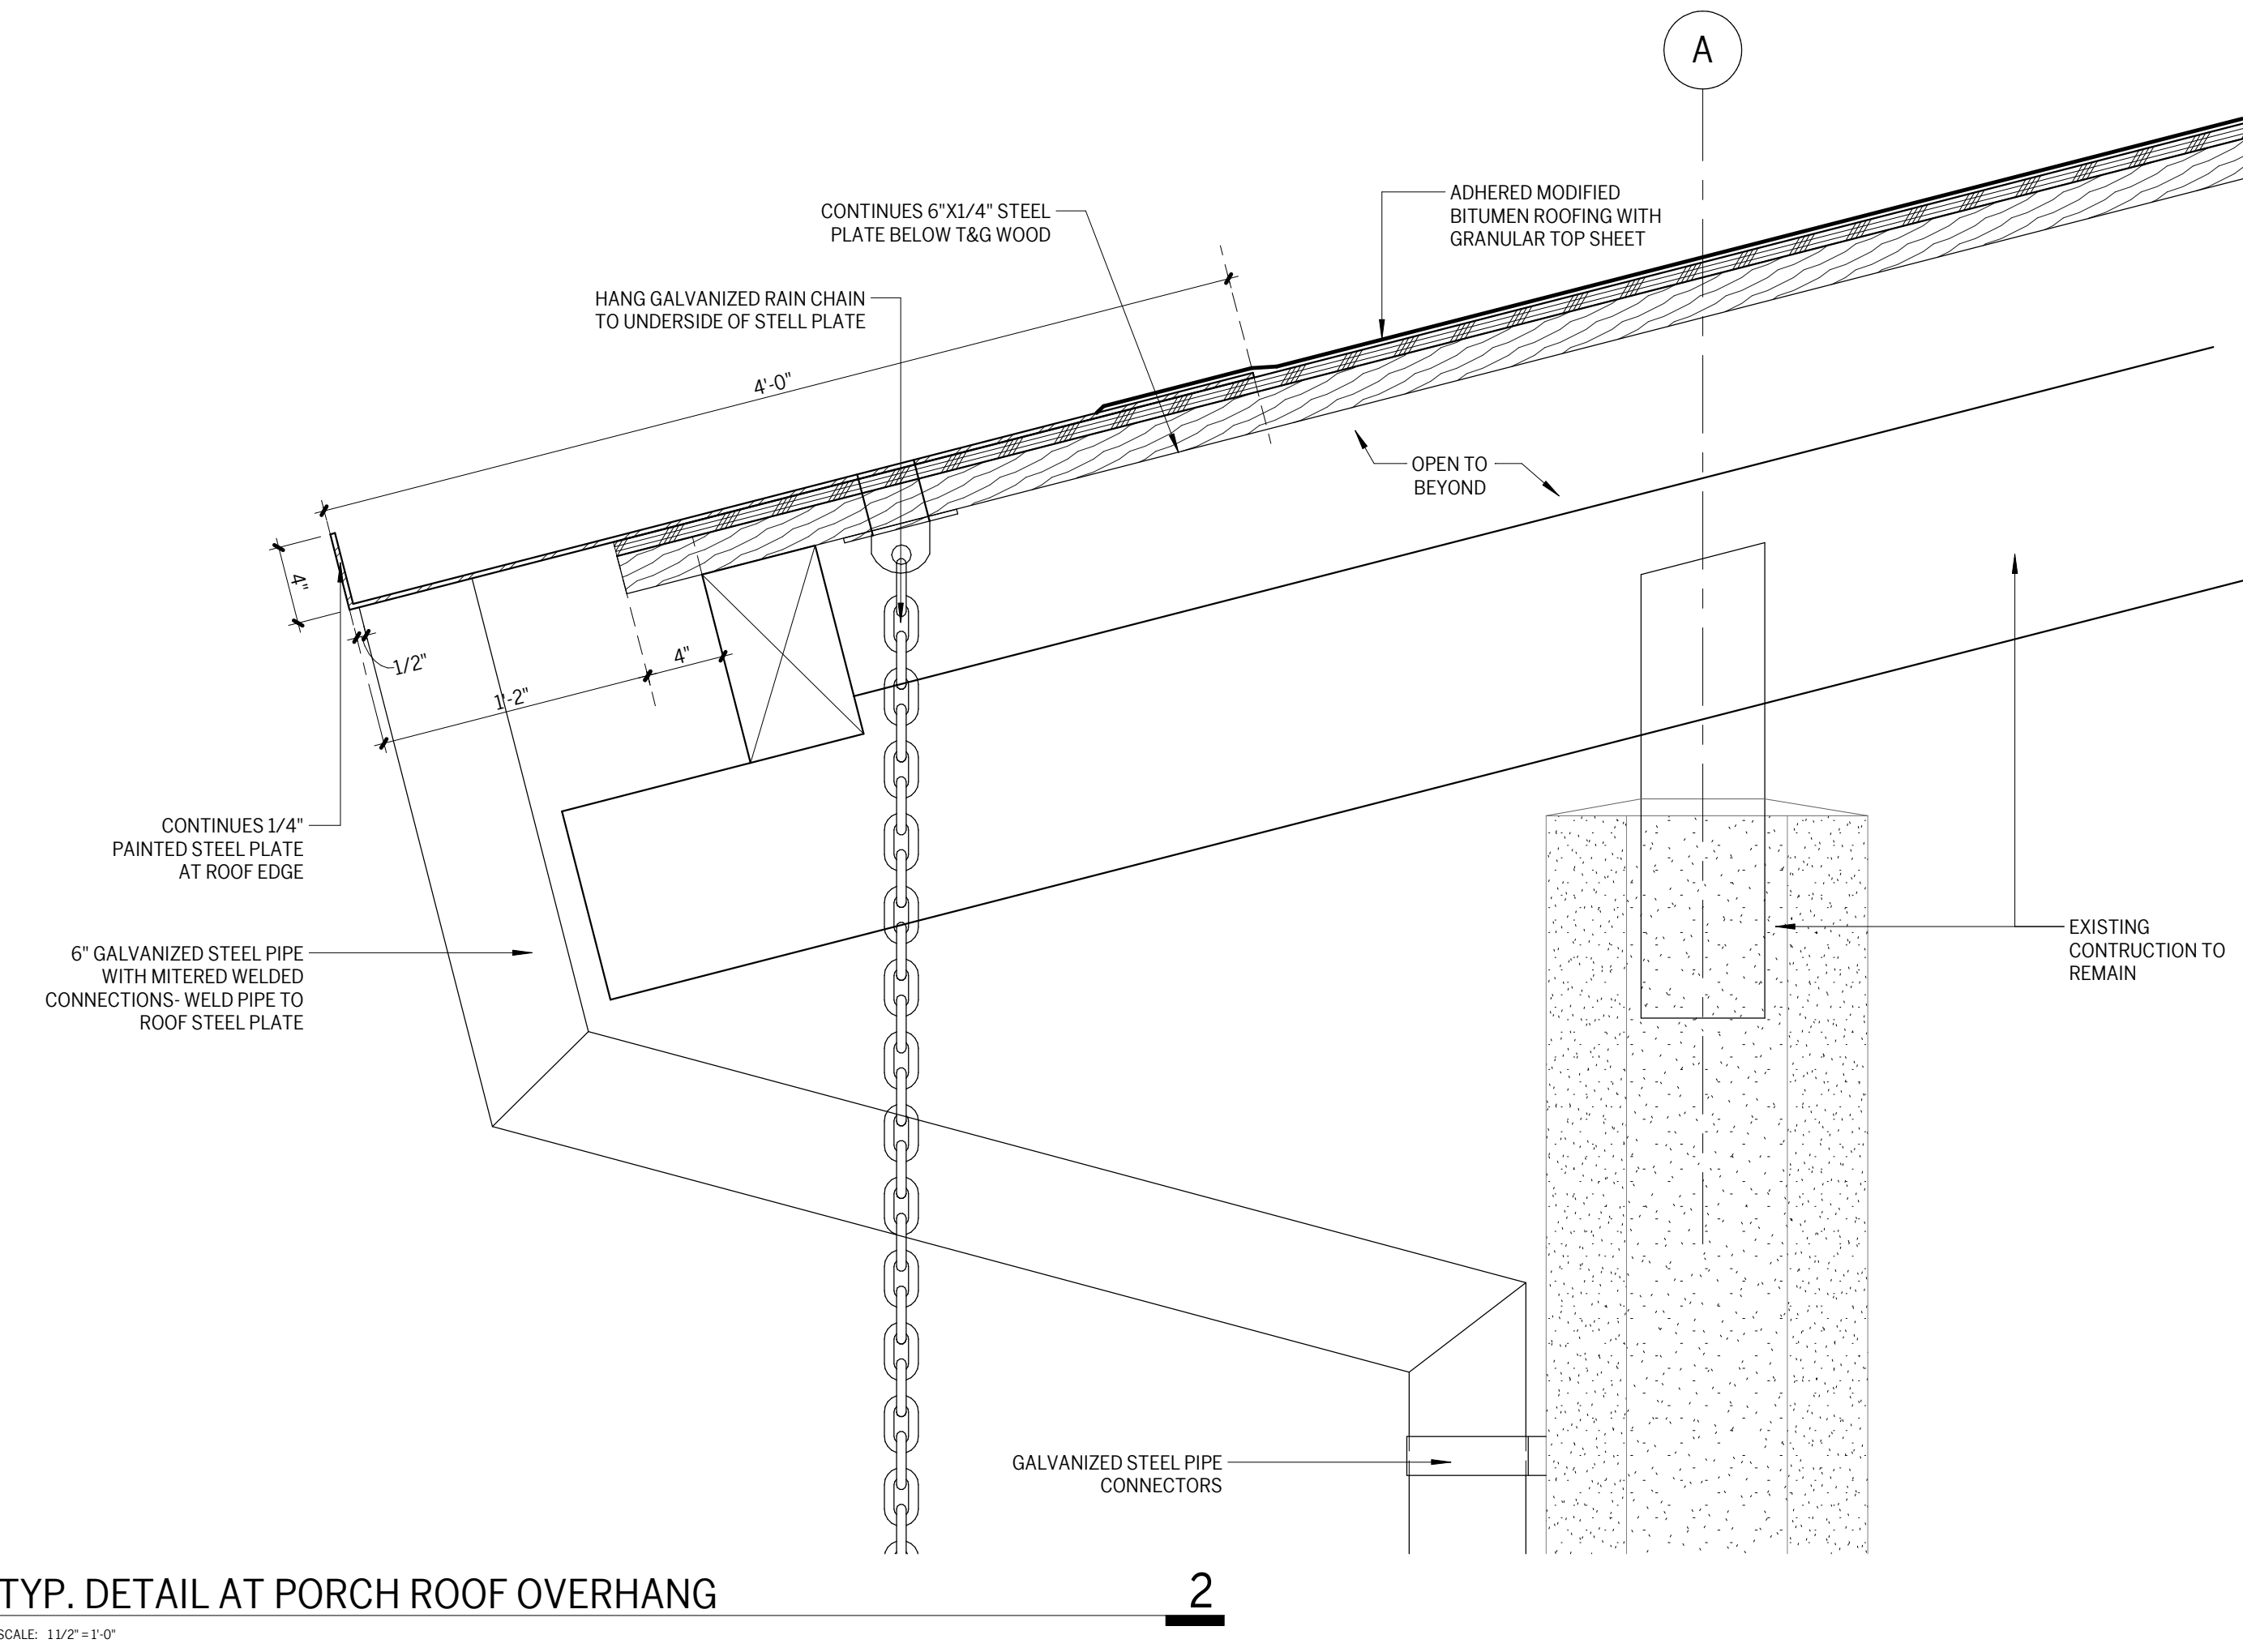 A
ADHERED MODIFIED
BITUMEN ROOFING WITH
GRANULAR TOP SHEET
CONTINUES 6"X1/4" STEEL
PLATE BELOW T&G WOOD
HANG GALVANIZED RAIN CHAIN
TO UNDERSIDE OF STELL PLATE
4'-0"
OPEN TO
BEYOND
4"
1/2"
4"
1'-2"
CONTINUES 1/4"
PAINTED STEEL PLATE
AT ROOF EDGE
6" GALVANIZED STEEL PIPE
WITH MITERED WELDED
CONNECTIONS- WELD PIPE TO
ROOF STEEL PLATE
EXISTING
CONTRUCTION TO
REMAIN
GALVANIZED STEEL PIPE
CONNECTORS
TYP. DETAIL AT PORCH ROOF OVERHANG
2
SCALE: 1 1/2" = 1'-0"